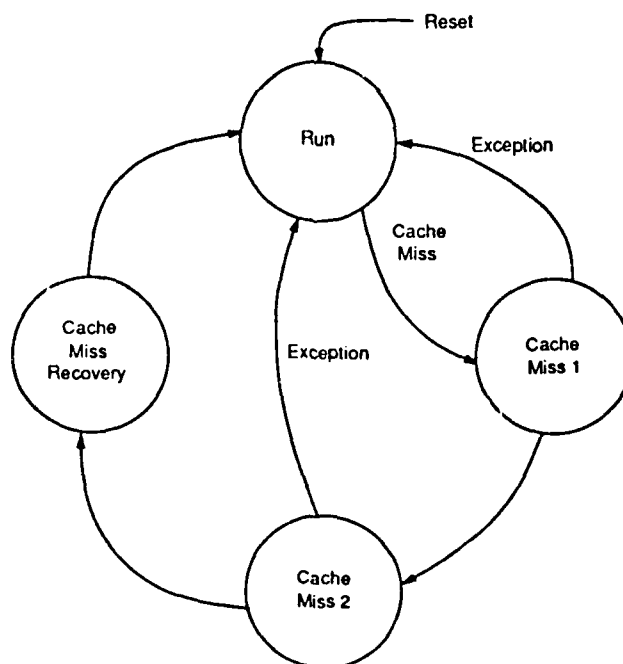 Reset
Run
Exception
Cache
Miss
Cache
Miss
Recovery
Exception
Cache
Miss 1
Cache
Miss 2